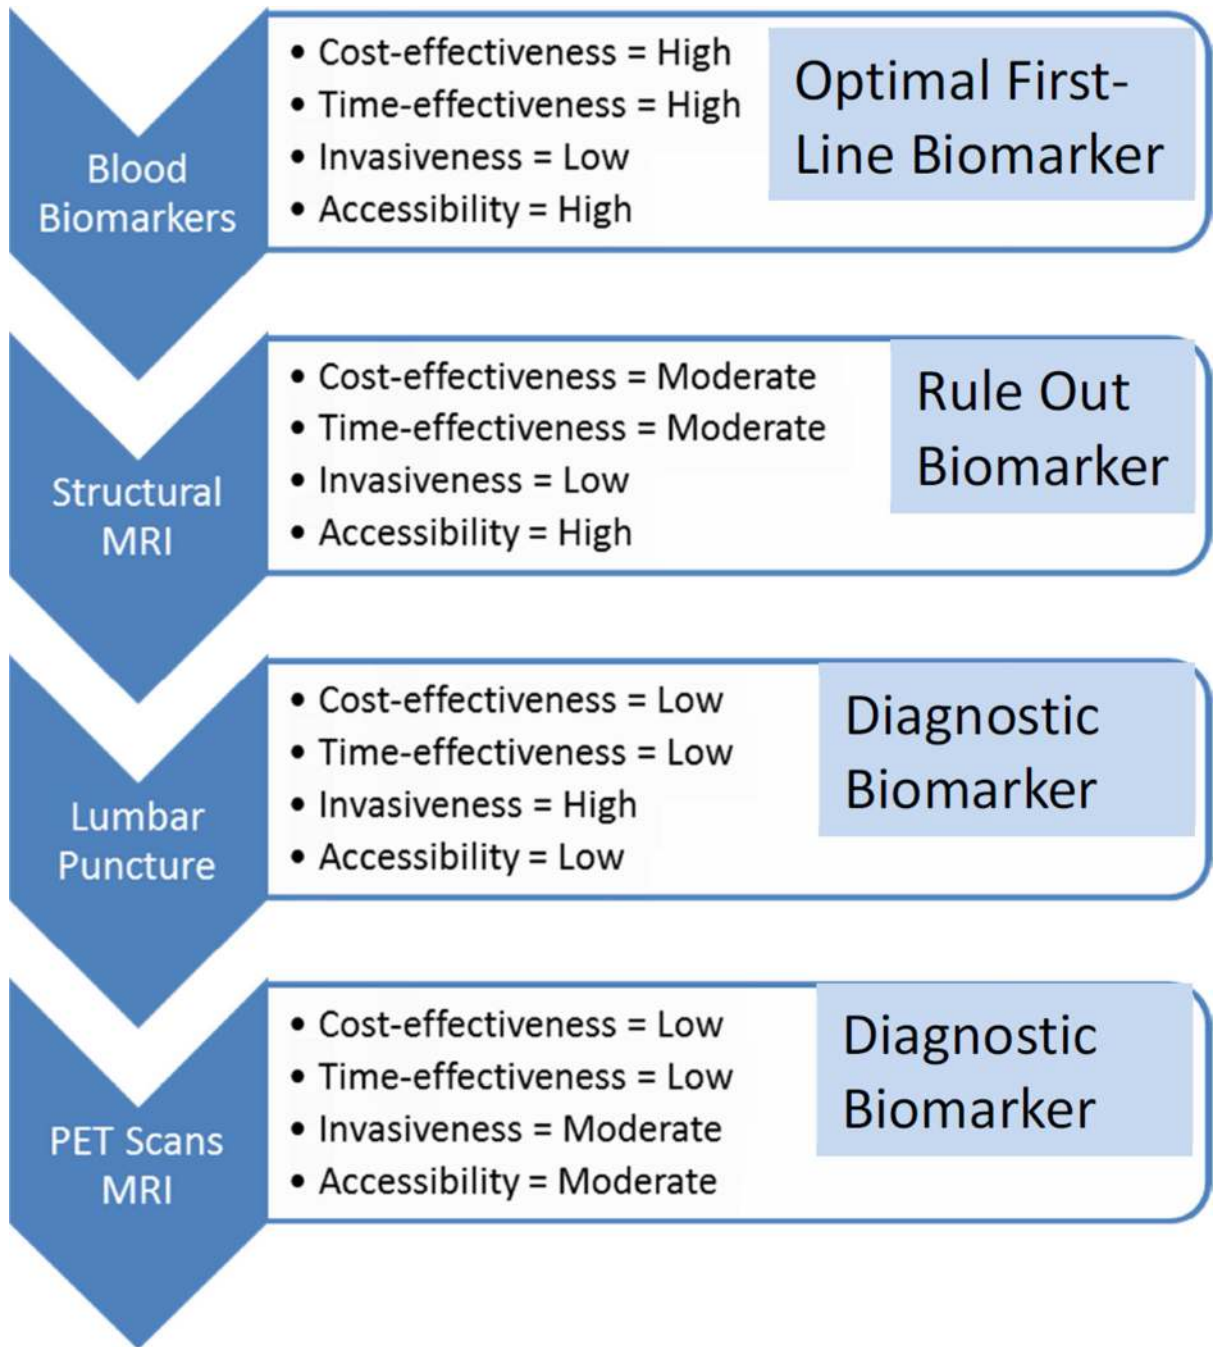 Blood
Biomarkers
• Cost-effectiveness = High
• Time-effectiveness = High
• Invasiveness = Low
• Accessibility = High
Optimal First-
Line Biomarker
Structural
MRI
• Cost-effectiveness = Moderate
• Time-effectiveness = Moderate
• Invasiveness = Low
• Accessibility = High
Rule Out
Biomarker
Lumbar
Puncture
• Cost-effectiveness = Low
• Time-effectiveness = Low
• Invasiveness = High
• Accessibility = Low
Diagnostic
Biomarker
PET Scans
MRI
• Cost-effectiveness = Low
• Time-effectiveness = Low
• Invasiveness = Moderate
• Accessibility = Moderate
Diagnostic
Biomarker